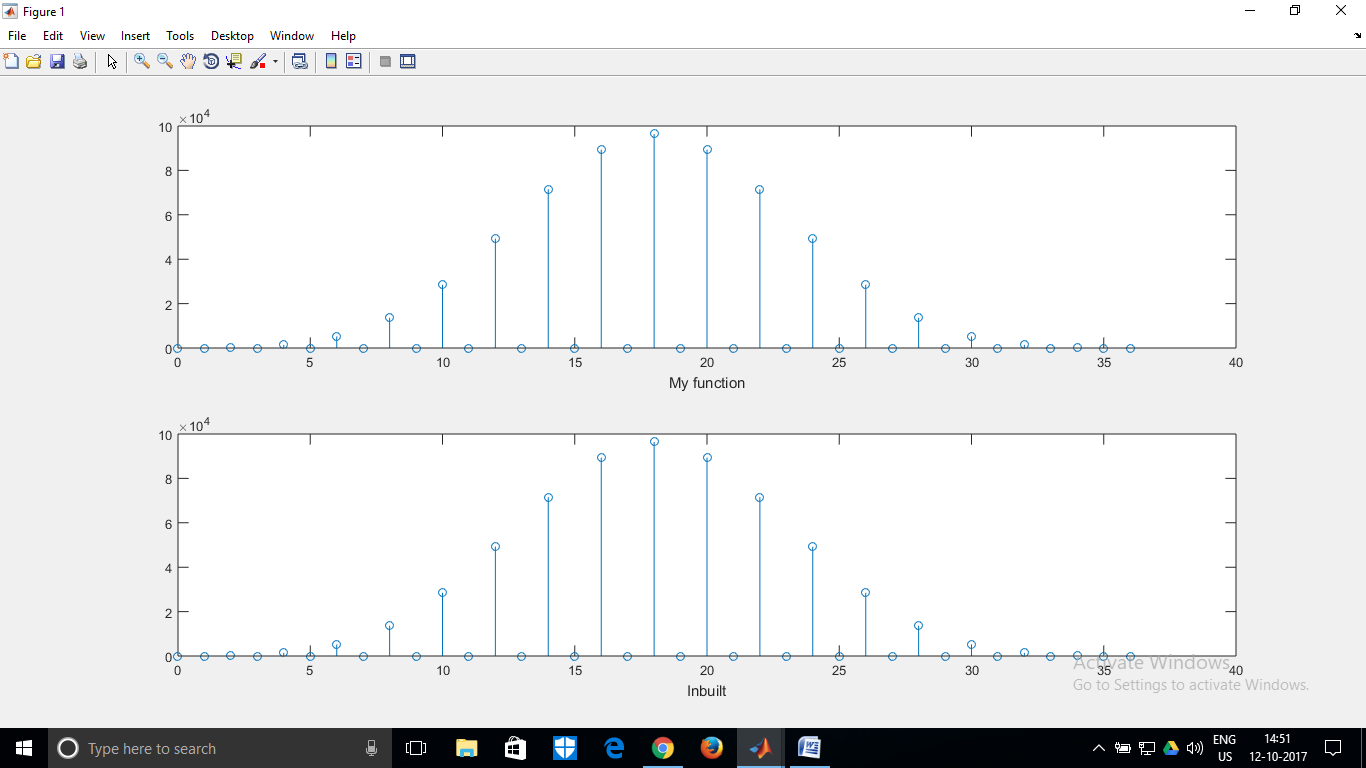 Figure 1
File Edit View Insert Tools Desktop Window Help
×10⁴
10
8
6
4
2
0
0 5 10 15 20 25 30 35 40
My function
×10⁴
10
8
6
4
2
0
0 5 10 15 20 25 30 35 40
Inbuilt
Activate Windows
Go to Settings to activate Windows.
Type here to search
ENG 14:51
US 12-10-2017